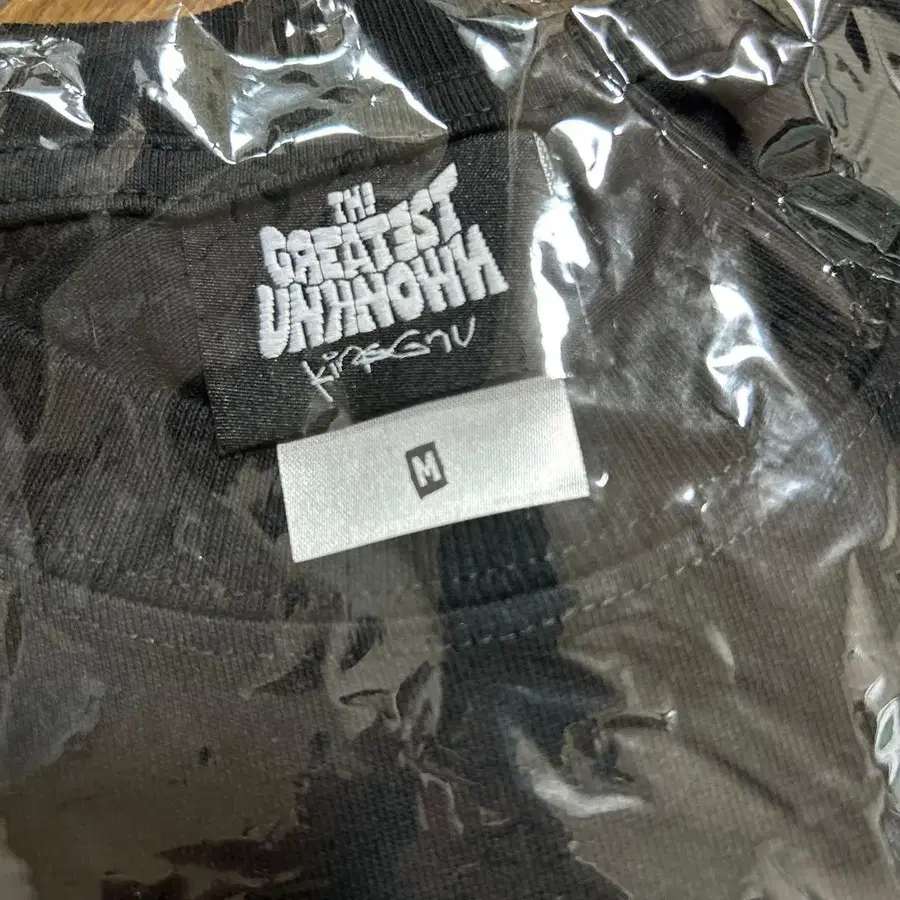 THE
GREATEST
UNKNOWN
King Gnu
M